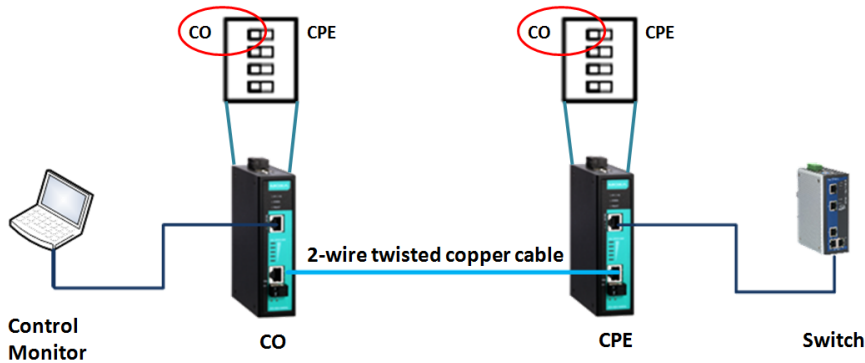 CO CPE
CO CPE
2-wire twisted copper cable
Control
Monitor
CO
CPE
Switch